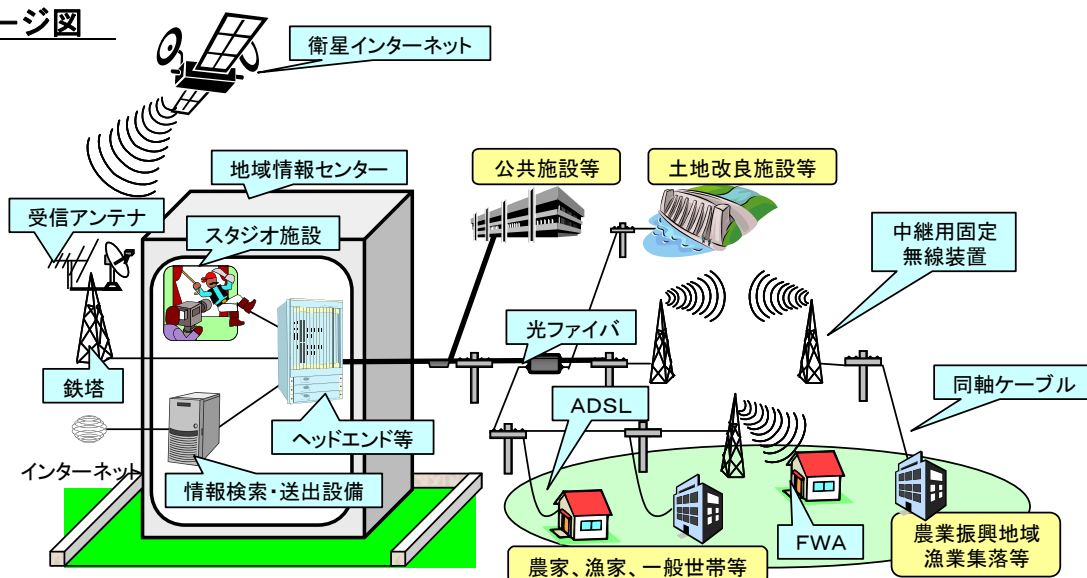 ージ図
衛星インターネット
地域情報センター
公共施設等
土地改良施設等
受信アンテナ
スタジオ施設
中継用固定
無線装置
光ファイバ
鉄塔
ADSL
同軸ケーブル
ヘッドエンド等
インターネット
情報検索・送出設備
FWA
農業振興地域
漁業集落等
農家、漁家、一般世帯等